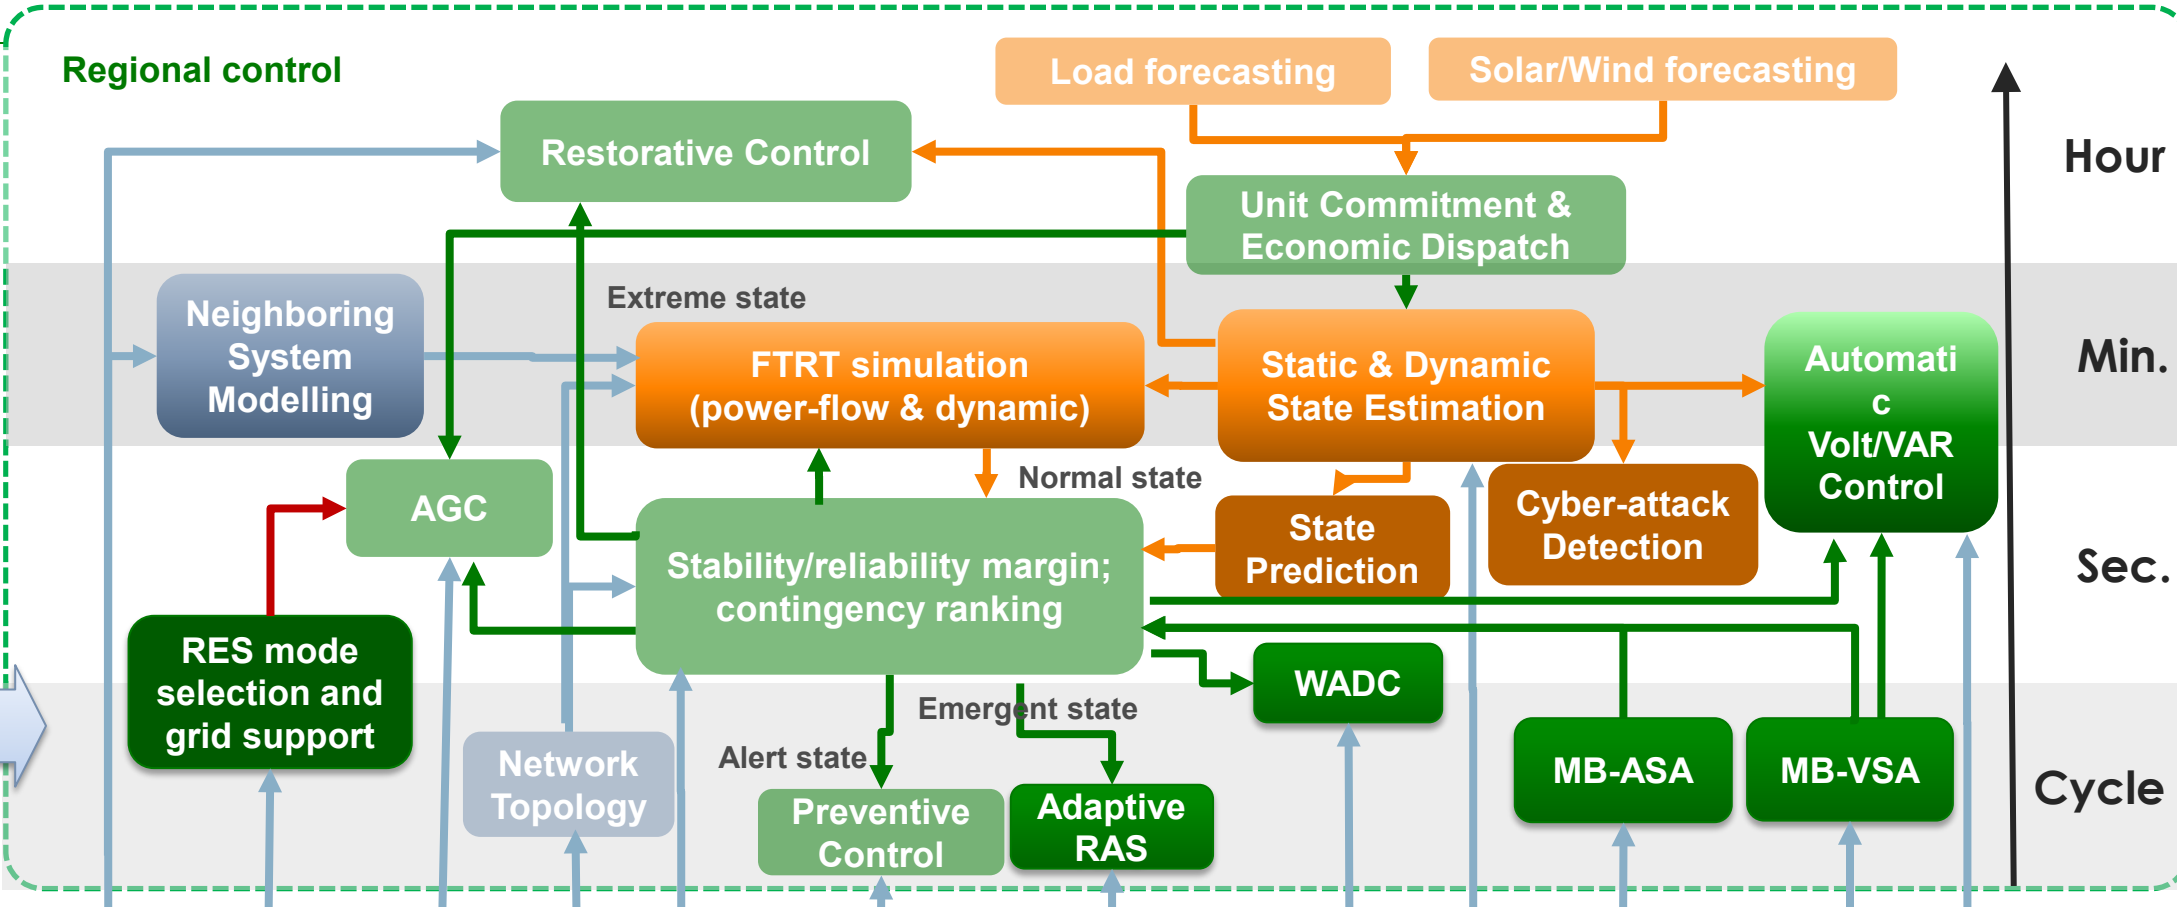 Regional control
Load forecasting
Solar/Wind forecasting
Restorative Control
Hour
Unit Commitment &
Economic Dispatch
Neighboring
System
Modelling
Extreme state
FTRT simulation
(power-flow & dynamic)
Static & Dynamic
State Estimation
Automati
c
Volt/VAR
Control
Min.
AGC
Normal state
State
Prediction
Cyber-attack
Detection
Stability/reliability margin;
contingency ranking
Sec.
RES mode
selection and
grid support
WADC
Emergent state
Alert state
Network
Topology
Preventive
Control
Adaptive
RAS
MB-ASA
MB-VSA
Cycle